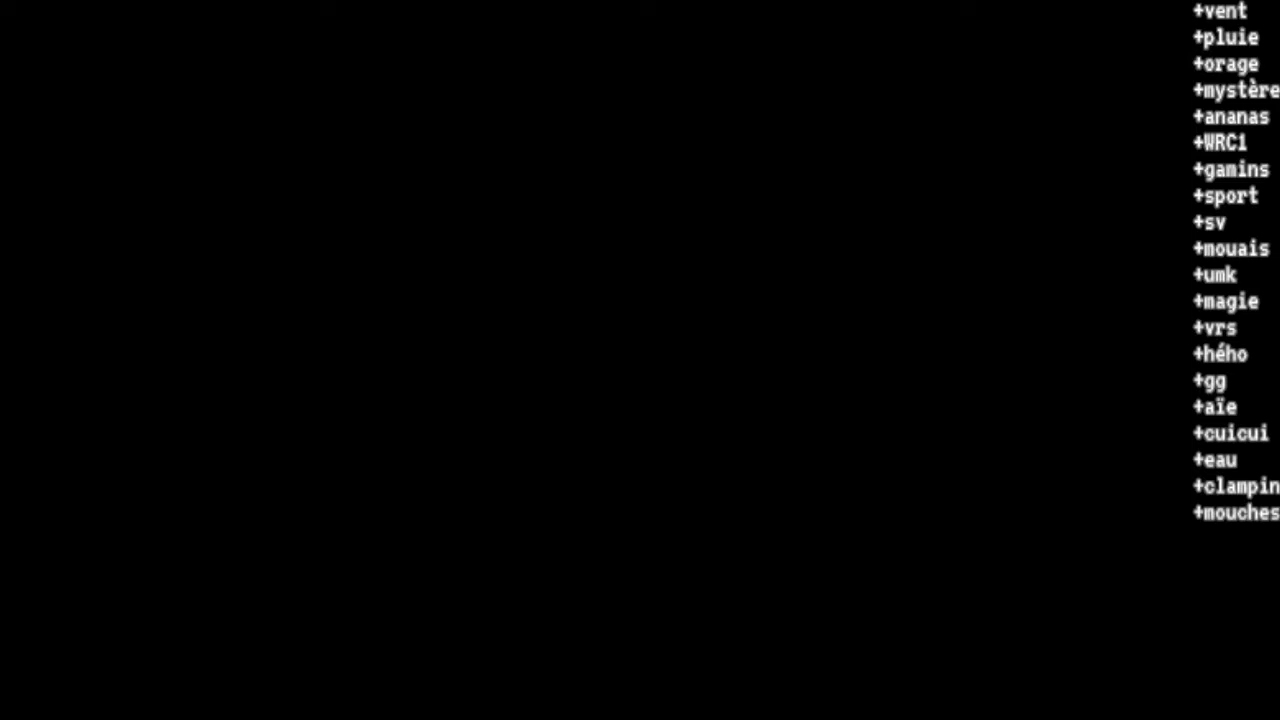 +vent
+pluie
+orage
+mystère
+ananas
+WRC1
+gamins
+sport
+sv
+mouais
+umk
+magie
+vrs
+hého
+gg
+aïe
+cuicui
+eau
+clampin
+mouches